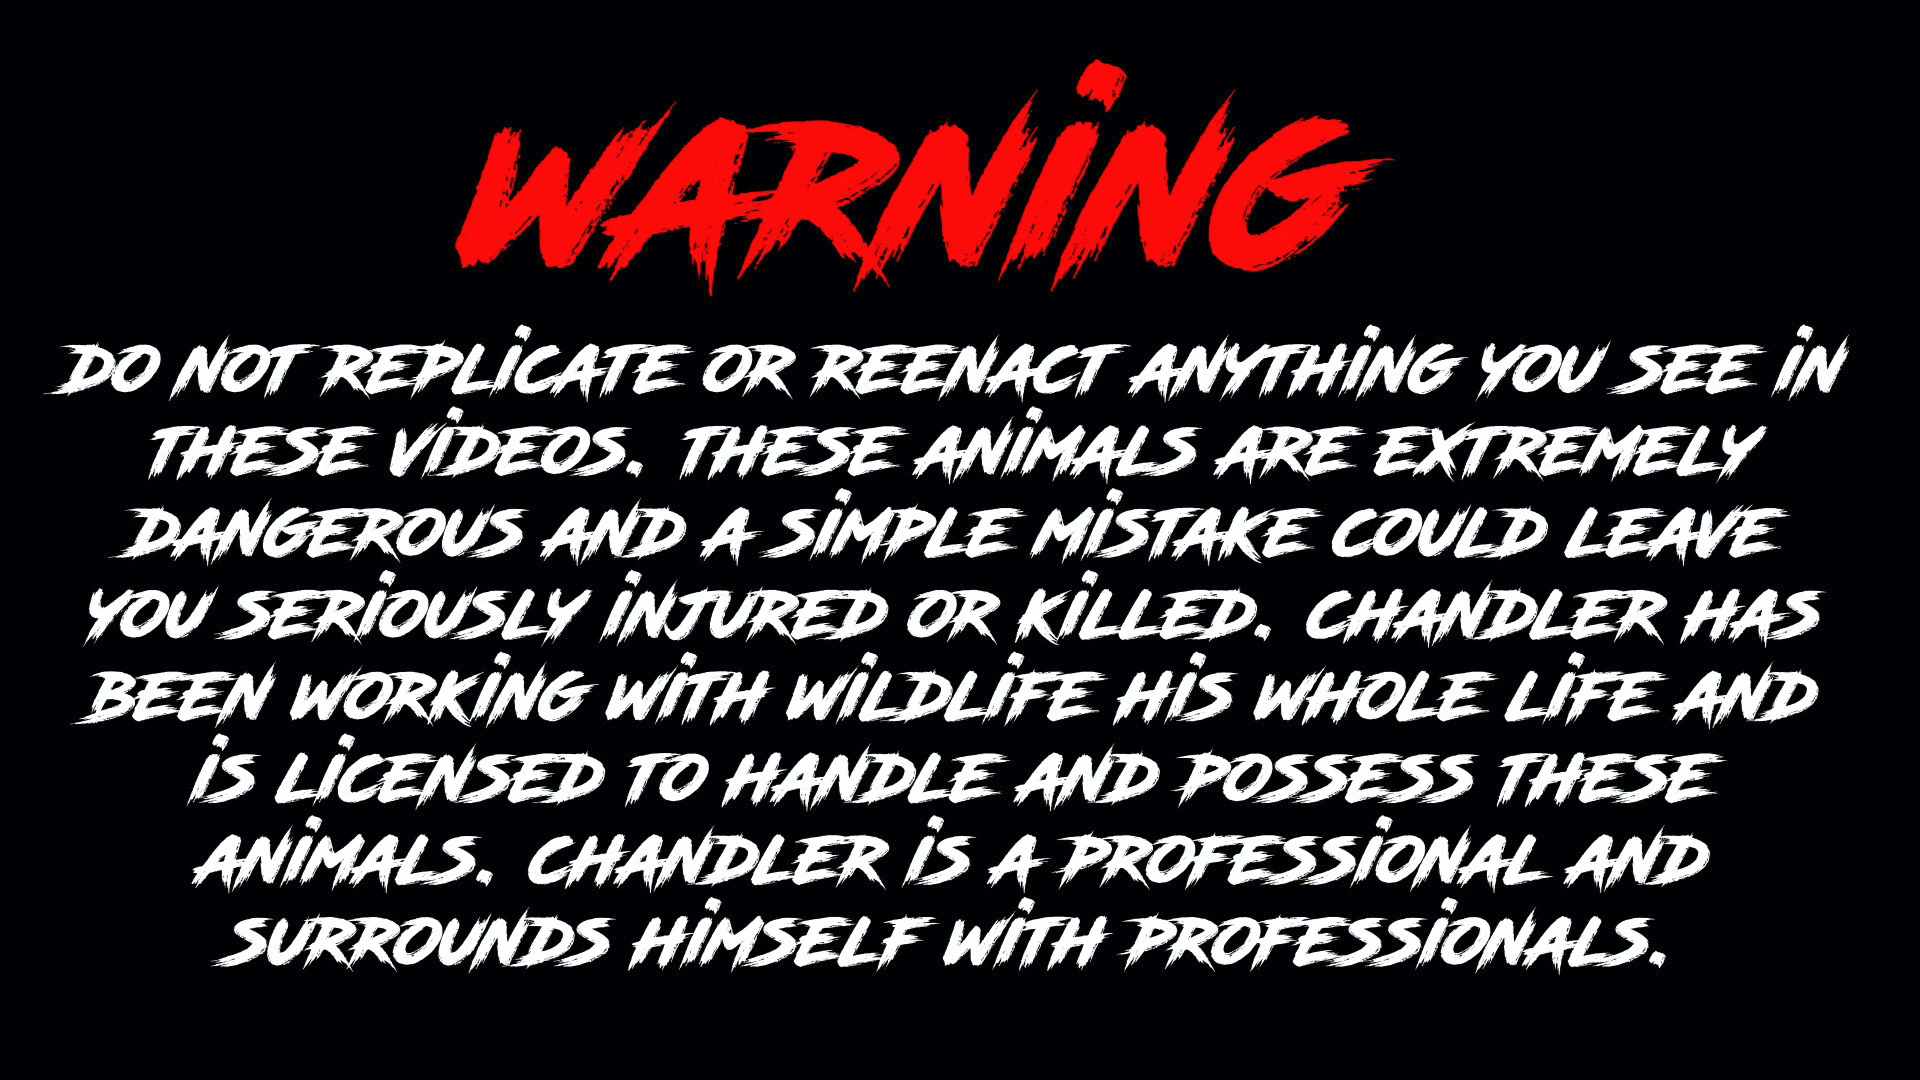 WARNING
DO NOT REPLICATE OR REENACT ANYTHING YOU SEE IN
THESE VIDEOS. THESE ANIMALS ARE EXTREMELY
DANGEROUS AND A SIMPLE MISTAKE COULD LEAVE
YOU SERIOUSLY INJURED OR KILLED. CHANDLER HAS
BEEN WORKING WITH WILDLIFE HIS WHOLE LIFE AND
IS LICENSED TO HANDLE AND POSSESS THESE
ANIMALS. CHANDLER IS A PROFESSIONAL AND
SURROUNDS HIMSELF WITH PROFESSIONALS.